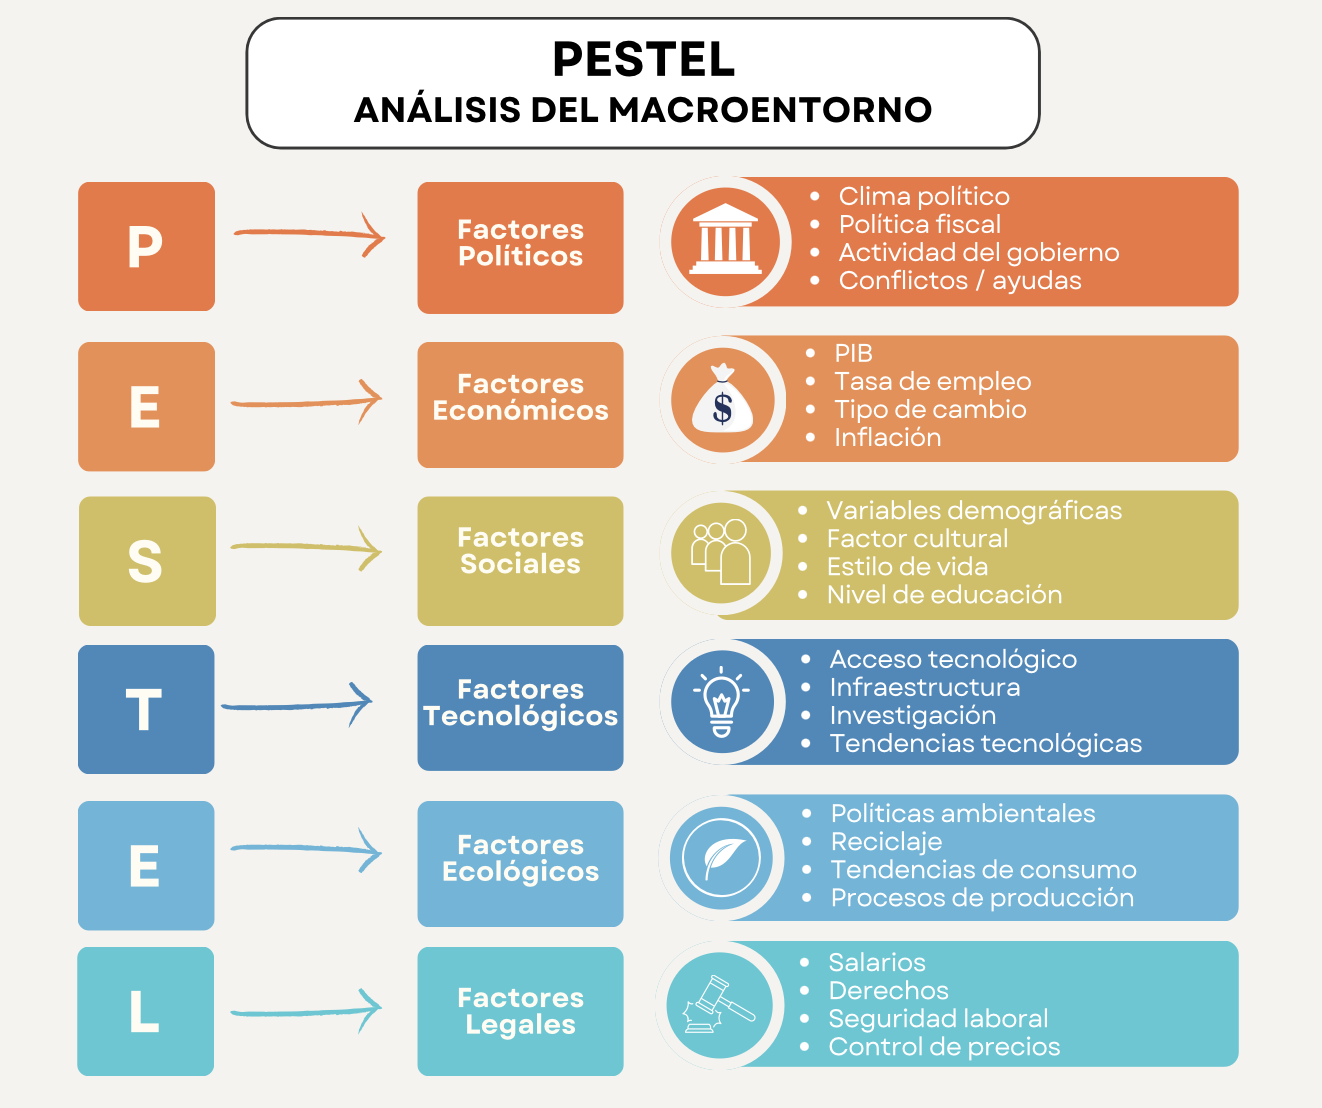 PESTEL
ANÁLISIS DEL MACROENTORNO
P
Factores
Políticos
• Clima político
• Política fiscal
• Actividad del gobierno
• Conflictos / ayudas
E
Factores
Económicos
$
• PIB
• Tasa de empleo
• Tipo de cambio
• Inflación
S
Factores
Sociales
• Variables demográficas
• Factor cultural
• Estilo de vida
• Nivel de educación
T
Factores
Tecnológicos
• Acceso tecnológico
• Infraestructura
• Investigación
• Tendencias tecnológicas
E
Factores
Ecológicos
• Políticas ambientales
• Reciclaje
• Tendencias de consumo
• Procesos de producción
L
Factores
Legales
• Salarios
• Derechos
• Seguridad laboral
• Control de precios